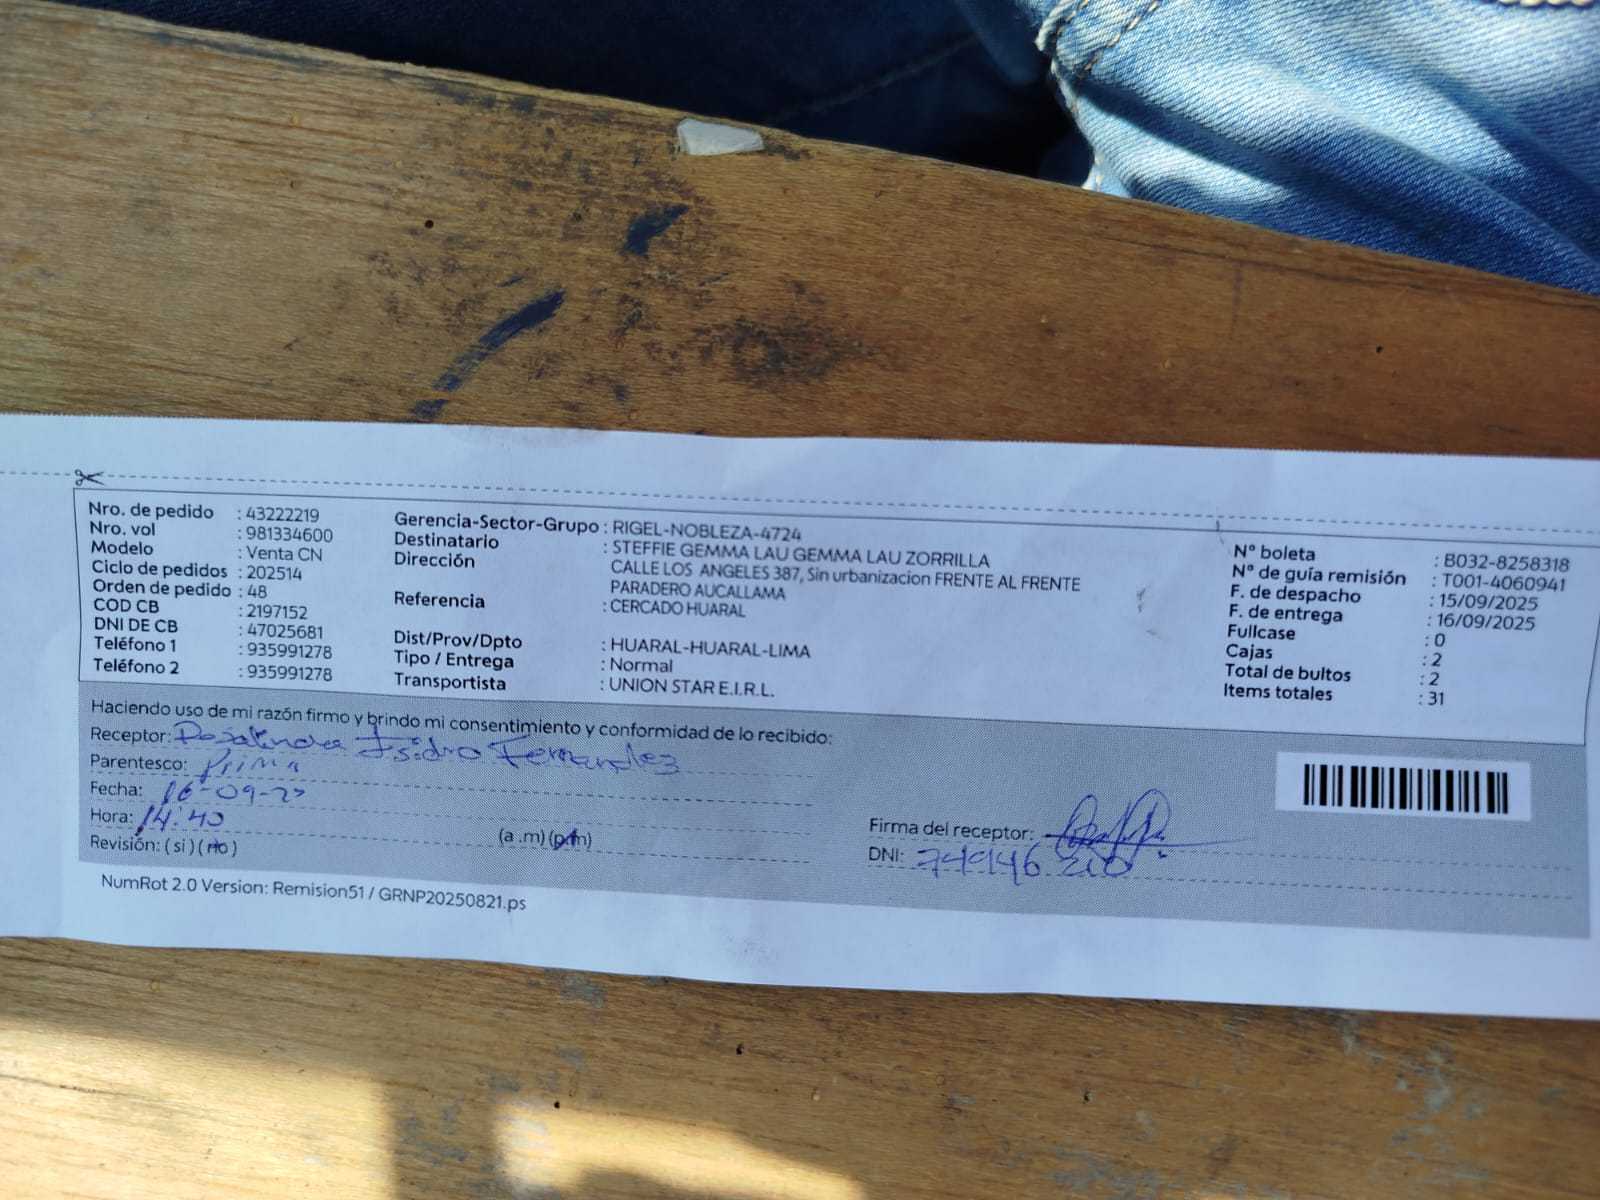 Nro. de pedido : 43222219
Nro. vol : 981334600
Modelo : Venta CN
Ciclo de pedidos : 202514
Orden de pedido : 48
COD CB : 2197152
DNI DE CB : 47025681
Teléfono 1 : 935991278
Teléfono 2 : 935991278
Gerencia-Sector-Grupo : RIGEL-NOBLEZA-4724
Destinatario : STEFFIE GEMMA LAU GEMMA LAU ZORRILLA
Dirección : CALLE LOS ANGELES 387, Sin urbanizacion FRENTE AL FRENTE
PARADERO AUCALLAMA
Referencia : CERCADO HUARAL
Dist/Prov/Dpto : HUARAL-HUARAL-LIMA
Tipo / Entrega : Normal
Transportista : UNION STAR E.I.R.L.
N° boleta : B032-8258318
N° de guía remisión : T001-4060941
F. de despacho : 15/09/2025
F. de entrega : 16/09/2025
Fullcase : 0
Cajas : 2
Total de bultos : 2
Items totales : 31
Haciendo uso de mi razón firmo y brindo mi consentimiento y conformidad de lo recibido:
Receptor: Isidro Fernandez
Parentesco: Prima
Fecha: 16-09-25
Hora: 14:40 (a .m) (p.m)
Revisión: ( si ) ( no )
Firma del receptor:
DNI:
NumRot 2.0 Version: Remision51 / GRNP20250821.ps